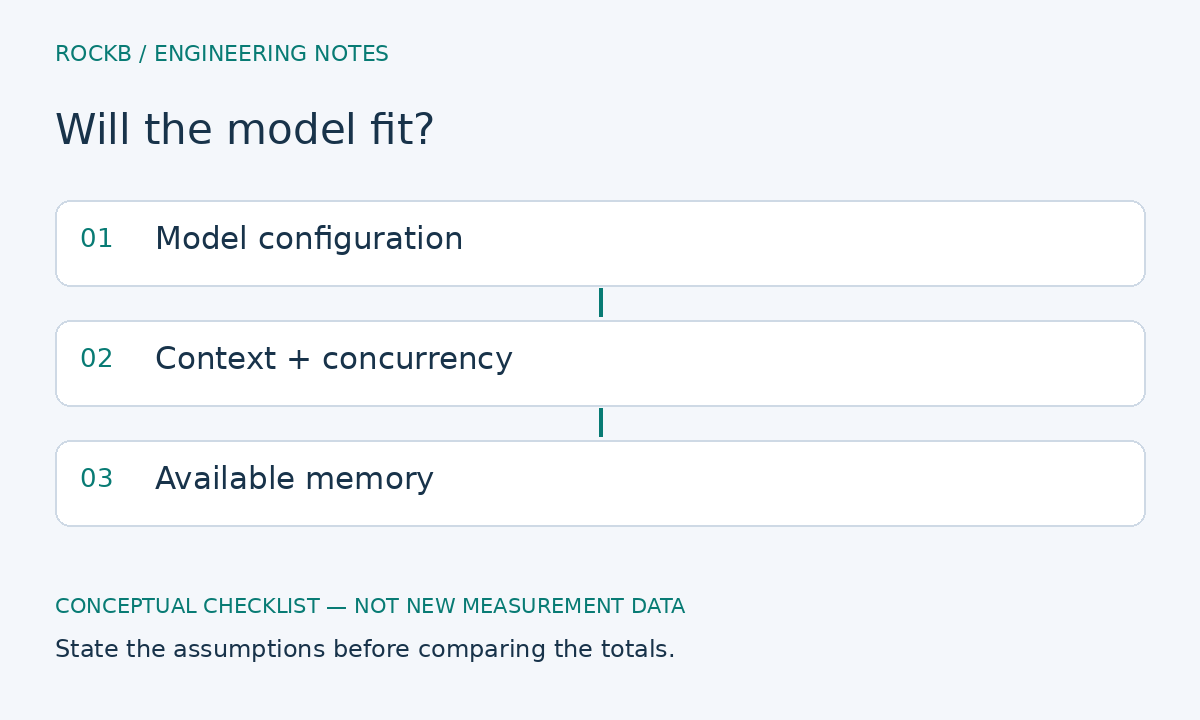 ROCKB / ENGINEERING NOTES
Will the model fit?
01 Model configuration
02 Context + concurrency
03 Available memory
CONCEPTUAL CHECKLIST — NOT NEW MEASUREMENT DATA
State the assumptions before comparing the totals.